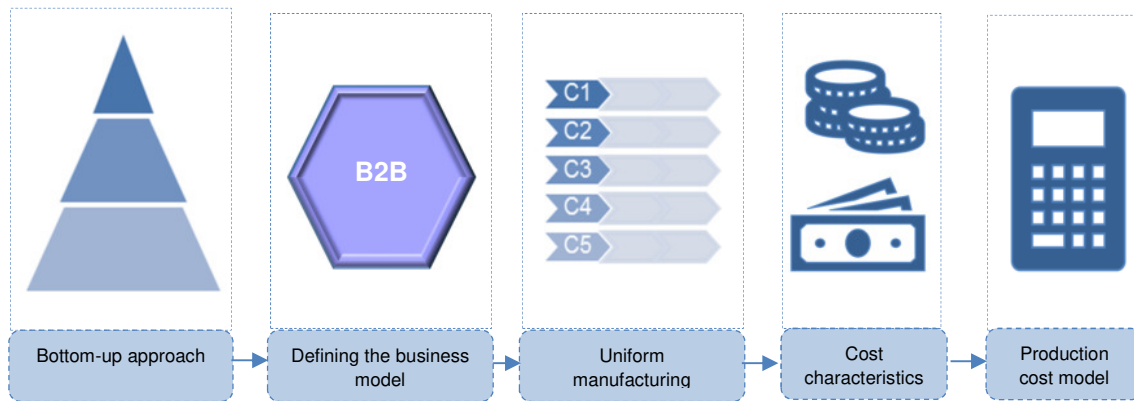 B2B
C1
C2
C3
C4
C5
Bottom-up approach
Defining the business
model
Uniform
manufacturing
Cost
characteristics
Production
cost model